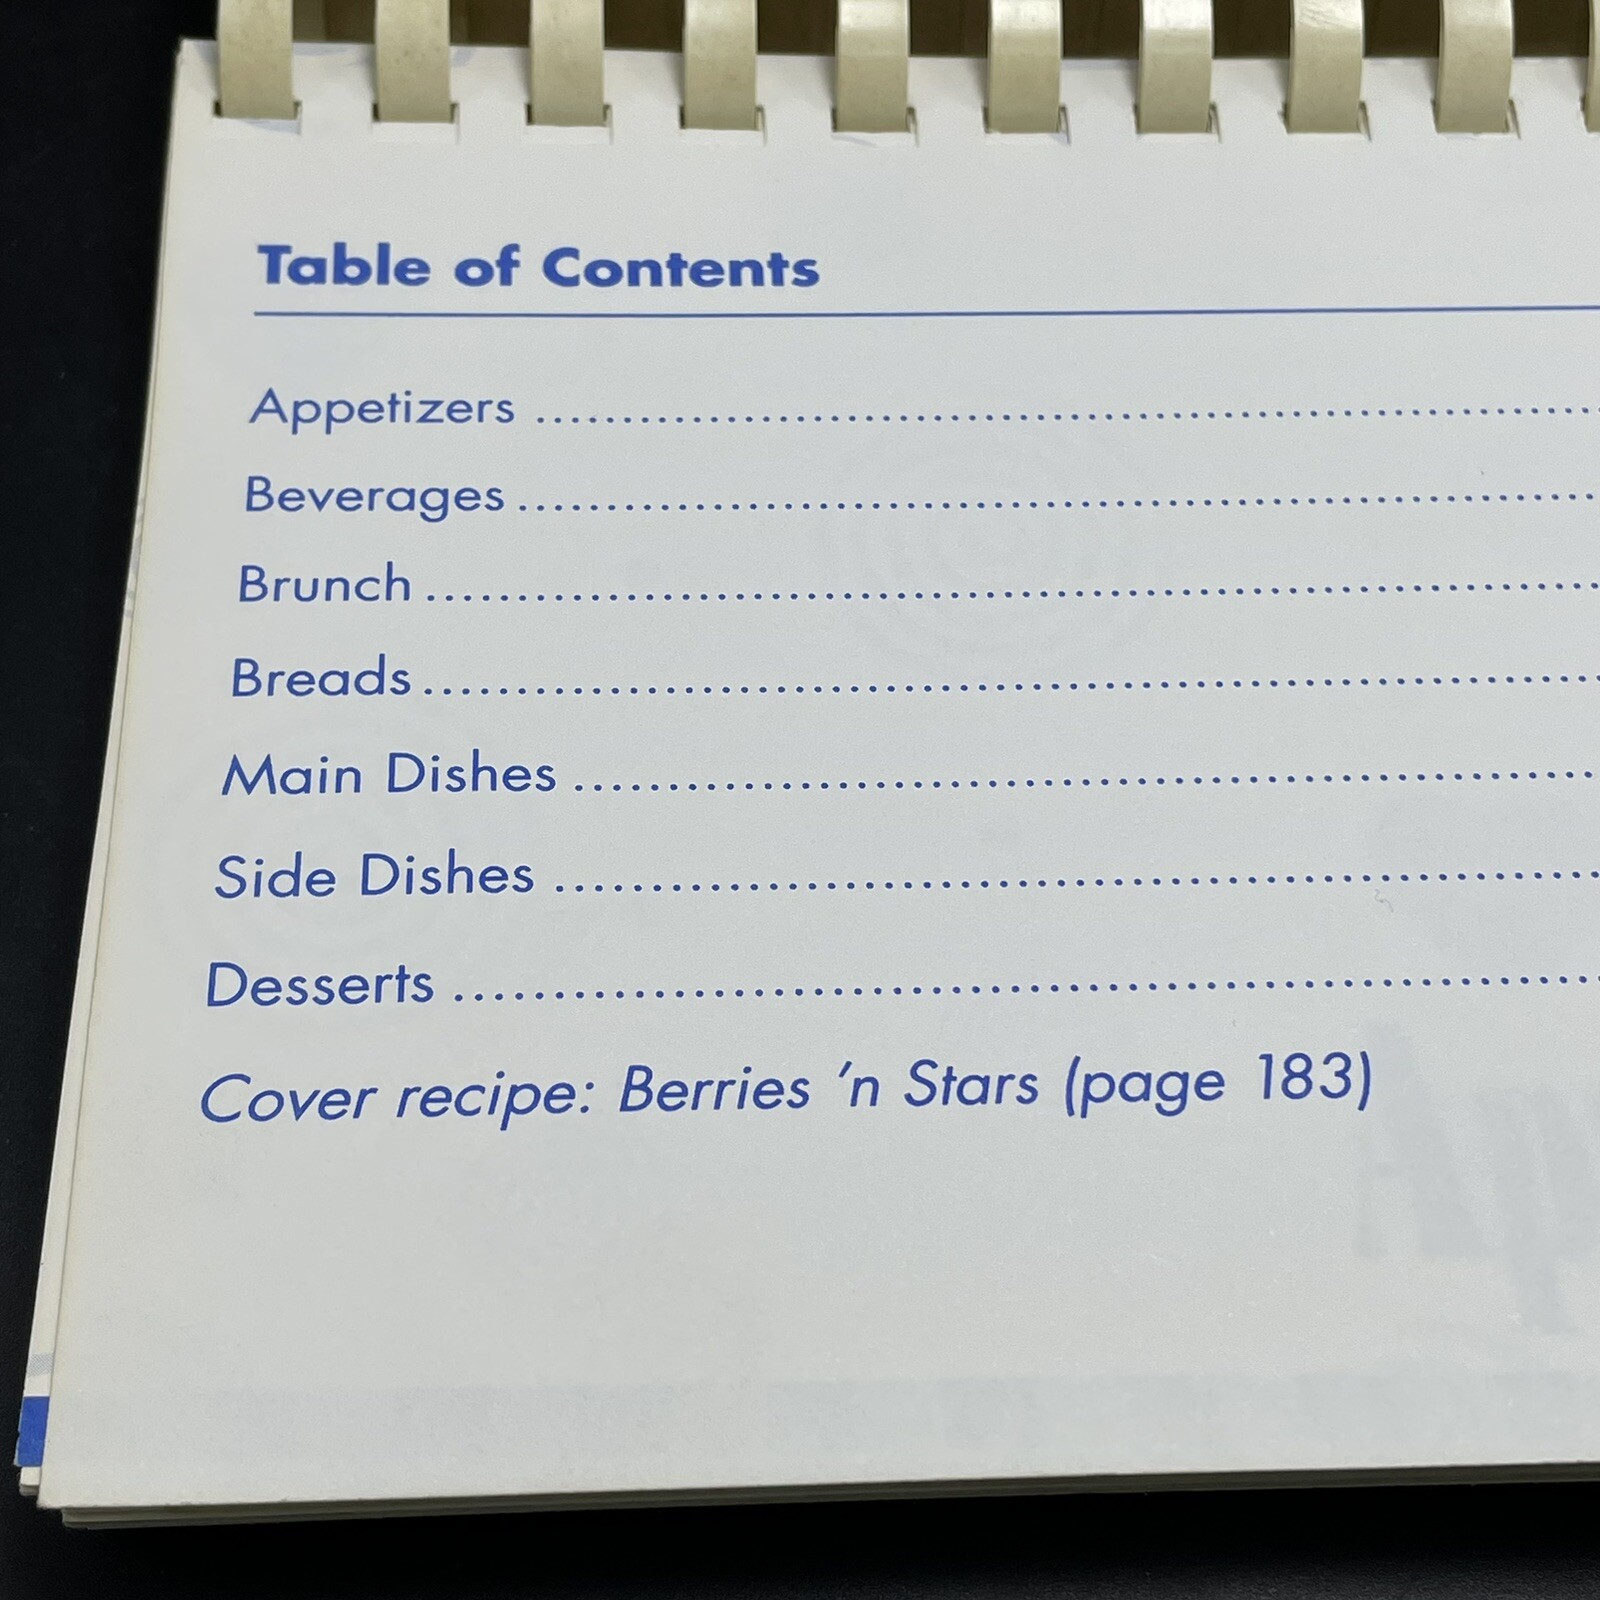 Table of Contents
Appetizers ........................................................
Beverages ........................................................
Brunch ........................................................
Breads ........................................................
Main Dishes ........................................................
Side Dishes ........................................................
Desserts ........................................................
Cover recipe: Berries ’n Stars (page 183)